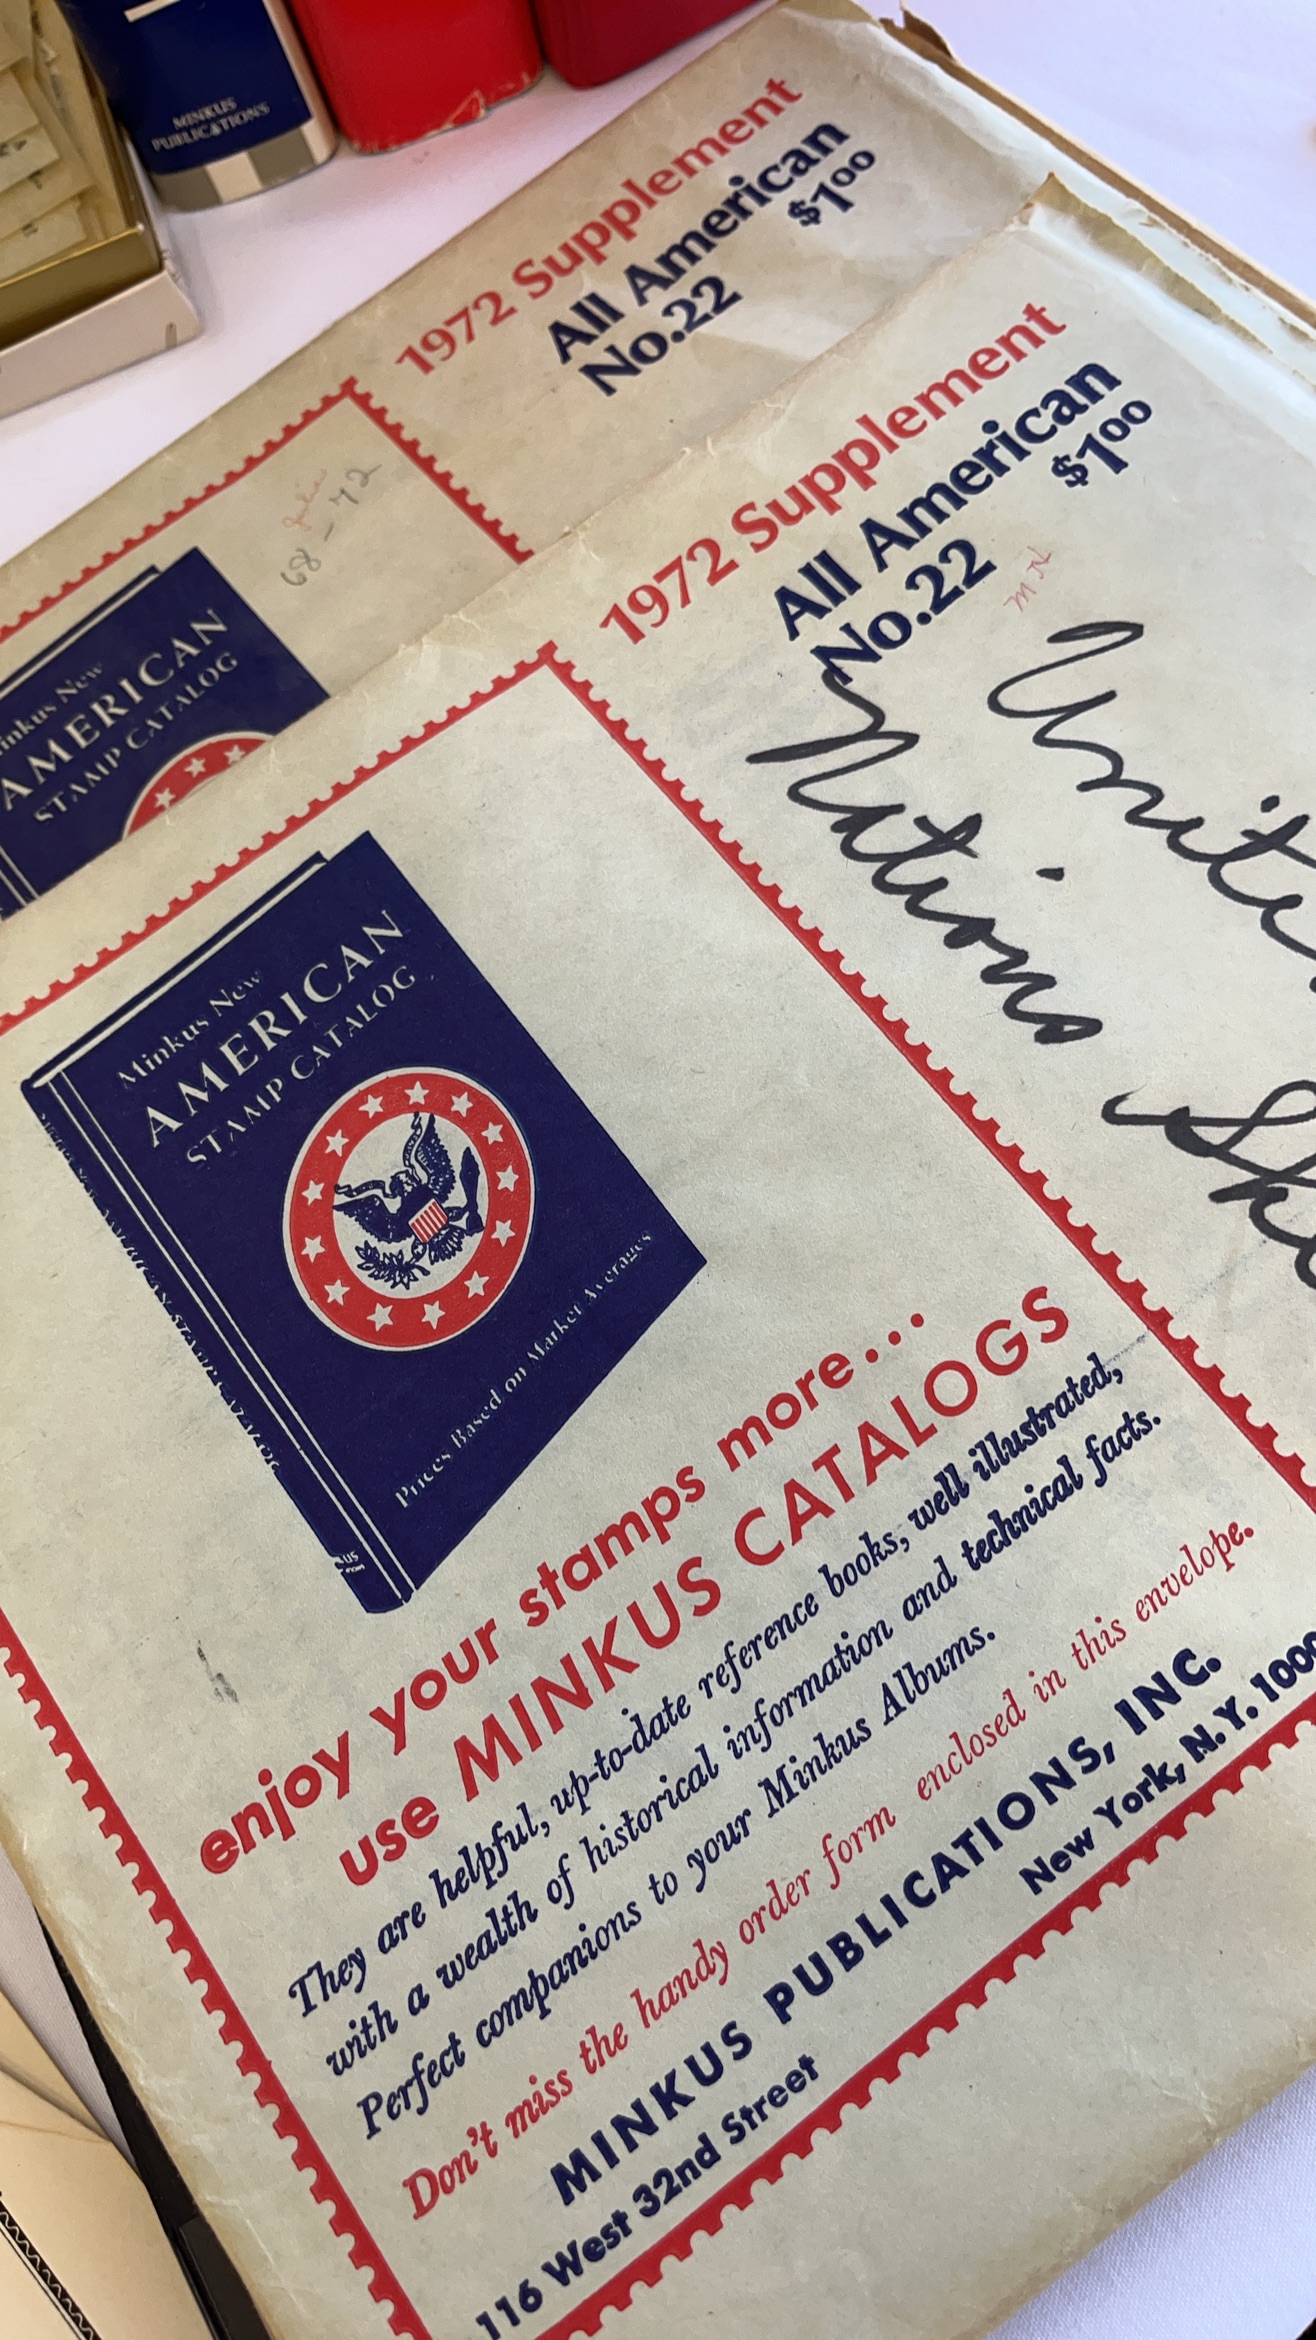 MINKUS
PUBLICATIONS
1972 Supplement
All American
$1.00
No.22
68-72
Minkus New
AMERICAN
STAMP CATALOG
1972 Supplement
All American
$1.00
No.22
MN
United
Nations
Minkus New
AMERICAN
STAMP CATALOG
Prices Based on Market Averages
enjoy your stamps more...
use MINKUS CATALOGS
They are helpful, up-to-date reference books, well illustrated,
with a wealth of historical information and technical facts.
Perfect companions to your Minkus Albums.
Don't miss the handy order form enclosed in this envelope.
MINKUS PUBLICATIONS, INC.
116 West 32nd Street
New York, N.Y. 1000